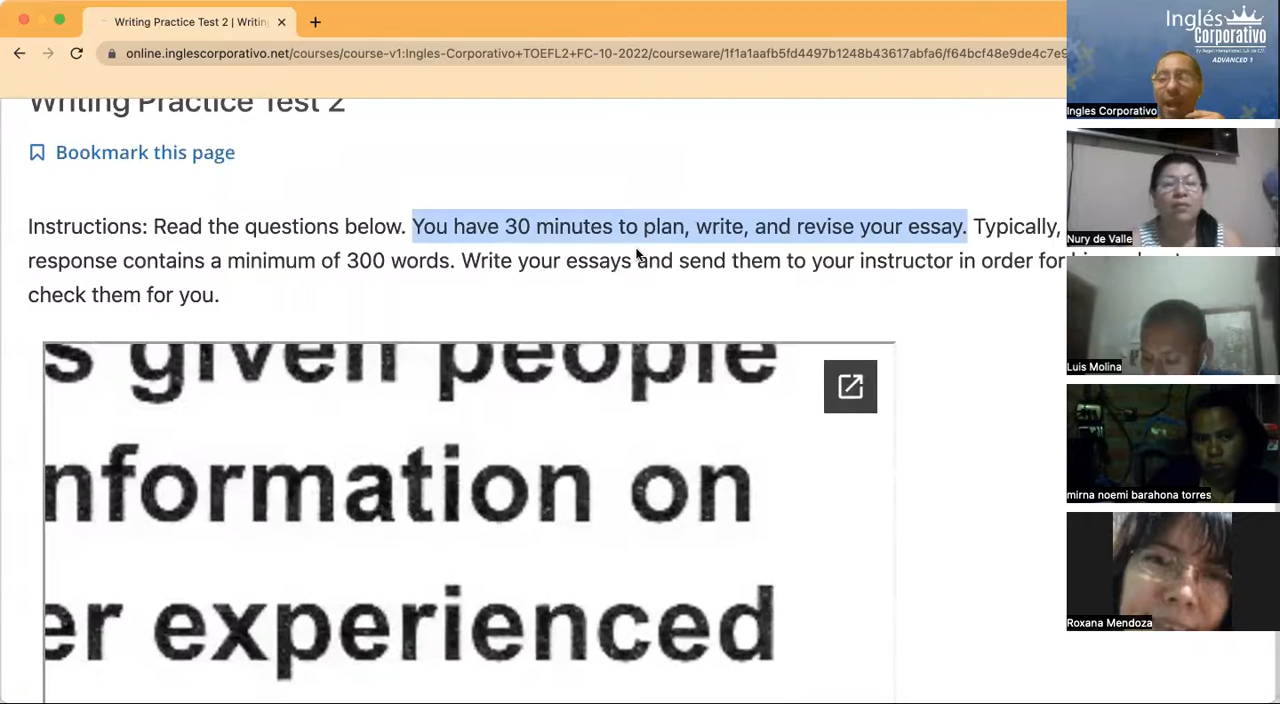 Writing Practice Test 2 | Writin
online.inglescorporativo.net/courses/course-v1:Ingles-Corporativo+TOEFL2+FC-10-2022/courseware/1f1a1aafb5fd4497b1248b43617abfa6/f64bcf48e9de4c7e9
Writing Practice Test 2
Bookmark this page
Instructions: Read the questions below. You have 30 minutes to plan, write, and revise your essay. Typically,
response contains a minimum of 300 words. Write your essays and send them to your instructor in order for
check them for you.
s given people
nformation on
er experienced
Inglés
Corporativo
ADVANCED 1
Ingles Corporativo
Nury de Valle
Luis Molina
mirna noemi barahona torres
Roxana Mendoza